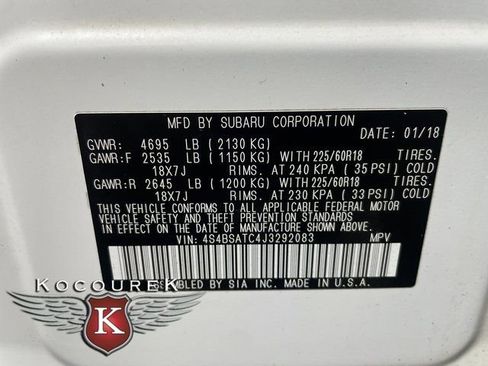 MFD BY SUBARU CORPORATION
DATE: 01/18
GVWR: 4695 LB ( 2130 KG)
GAWR:F 2535 LB ( 1150 KG) WITH 225/60R18 TIRES.
18X7J RIMS. AT 240 KPA ( 35 PSI) COLD
GAWR:R 2645 LB ( 1200 KG) WITH 225/60R18 TIRES.
18X7J RIMS. AT 230 KPA ( 33 PSI) COLD
THIS VEHICLE CONFORMS TO ALL APPLICABLE FEDERAL MOTOR
VEHICLE SAFETY AND THEFT PREVENTION STANDARDS IN
EFFECT ON THE DATE OF MANUFACTURE SHOWN ABOVE.
VIN: 4S4BSATC4J3292083 MPV
SSEMBLED BY SIA INC. MADE IN U.S.A.
KOCOUREK
K